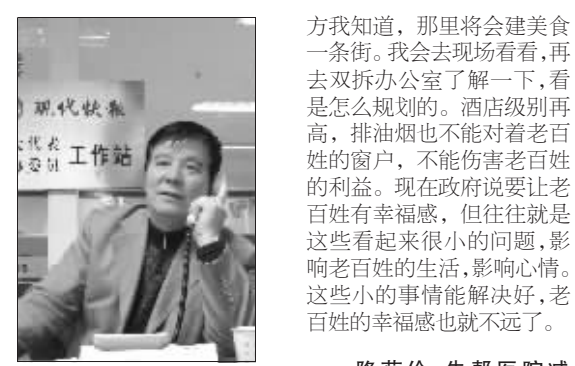 现代快报
人代表
工作站
方我知道，那里将会建美食
一条街。我会去现场看看，再
去双拆办公室了解一下，看
是怎么规划的。酒店级别再
高，排油烟也不能对着老百
姓的窗户，不能伤害老百姓
的利益。现在政府说要让老
百姓有幸福感，但往往就是
这些看起来很小的问题，影
响老百姓的生活，影响心情。
这些小的事情能解决好，老
百姓的幸福感也就不远了。